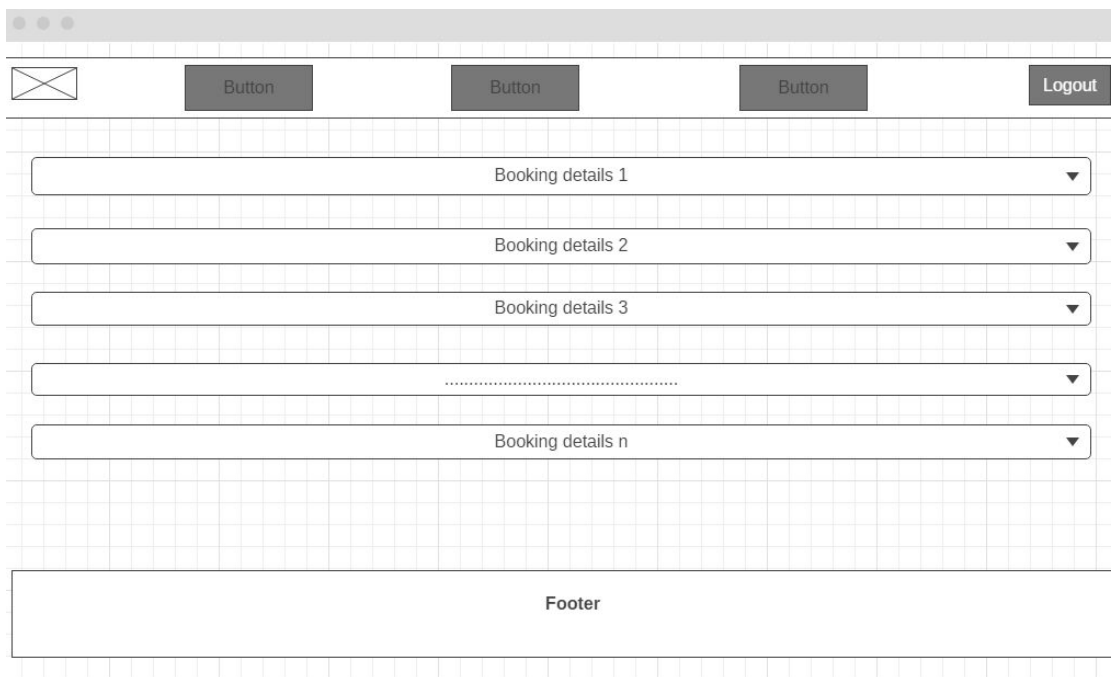 Button
Button
Button
Logout
Booking details 1
Booking details 2
Booking details 3
................................................
Booking details n
Footer